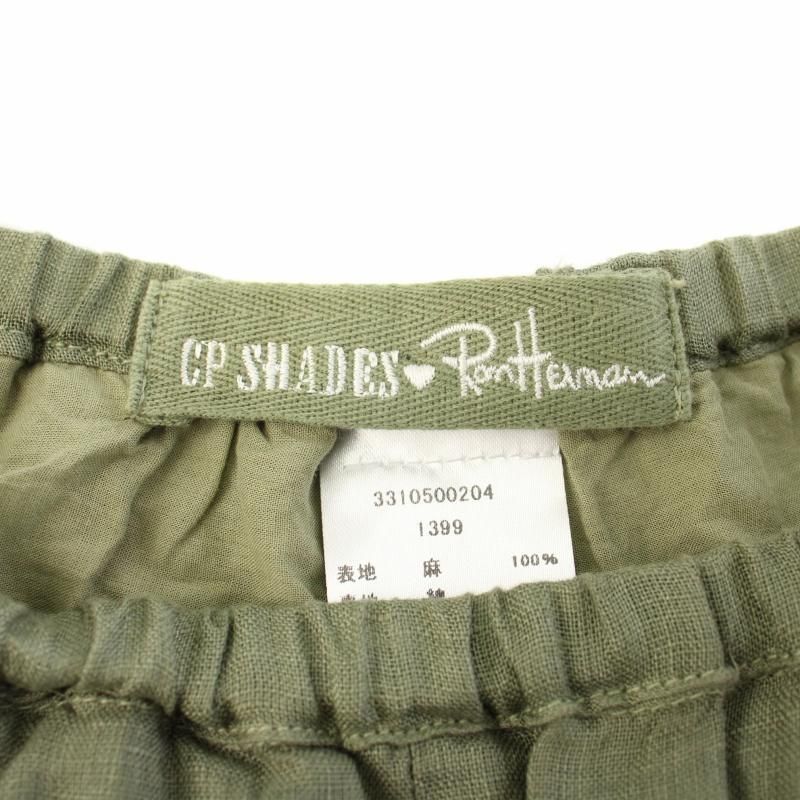 CP SHADES♥Ron Herman
3310500204
1399
表地 麻 100%